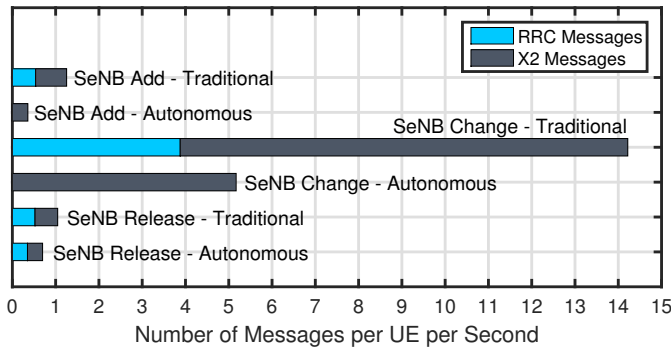 RRC Messages
X2 Messages
SeNB Add - Traditional
SeNB Add - Autonomous
SeNB Change - Traditional
SeNB Change - Autonomous
SeNB Release - Traditional
SeNB Release - Autonomous
0 1 2 3 4 5 6 7 8 9 10 11 12 13 14 15
Number of Messages per UE per Second